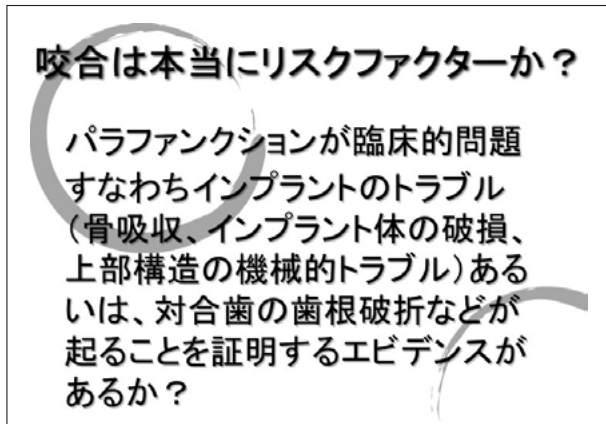 咬合は本当にリスクファクターか？
パラファンクションが臨床的問題
すなわちインプラントのトラブル
（骨吸収、インプラント体の破損、
上部構造の機械的トラブル）ある
いは、対合歯の歯根破折などが
起ることを証明するエビデンスが
あるか？